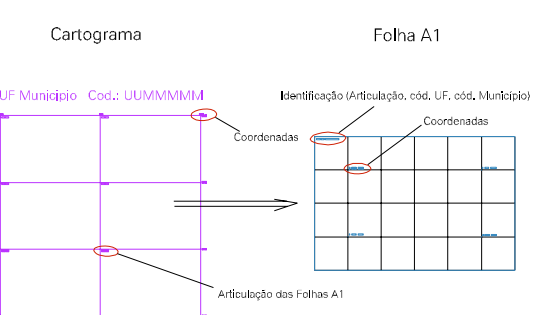 Cartograma
Folha A1
UF Município Cod.: UUMMMMM
Identificação (Articulação, cód. UF, cód. Município)
Coordenadas
Coordenadas
Articulação das Folhas A1